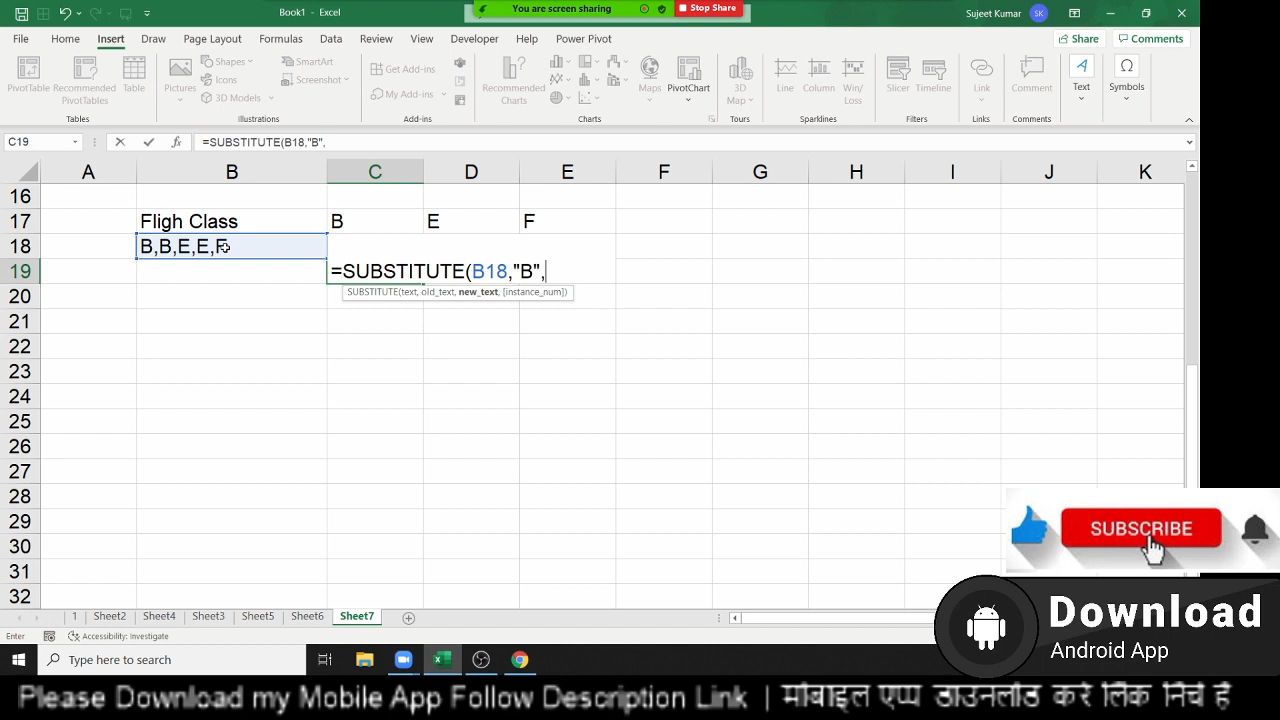 Book1 - Excel
You are screen sharing
Stop Share
Sujeet Kumar
SK
File Home Insert Draw Page Layout Formulas Data Review View Developer Help Power Pivot
Share
Comments
PivotTable
Recommended PivotTables
Table
Tables
Pictures
Shapes
Icons
3D Models
SmartArt
Screenshot
Illustrations
Get Add-ins
My Add-ins
Add-ins
Recommended Charts
Maps
PivotChart
Charts
3D Map
Tours
Line
Column
Win/Loss
Sparklines
Slicer
Timeline
Filters
Link
Links
Comment
Comments
Text
Symbols
C19
=SUBSTITUTE(B18,"B",
A B C D E F G H I J K
16
17 Fligh Class B E F
18 B,B,E,E,F
19 =SUBSTITUTE(B18,"B",
SUBSTITUTE(text, old_text, new_text, [instance_num])
20
21
22
23
24
25
26
27
28
29
30
31
32
SUBSCRIBE
Download
Android App
1 Sheet2 Sheet4 Sheet3 Sheet5 Sheet6 Sheet7
Enter
Accessibility: Investigate
Type here to search
Please Download my Mobile App Follow Description Link | मोबाइल एप्प डाउनलोड करे लिंक निचे है